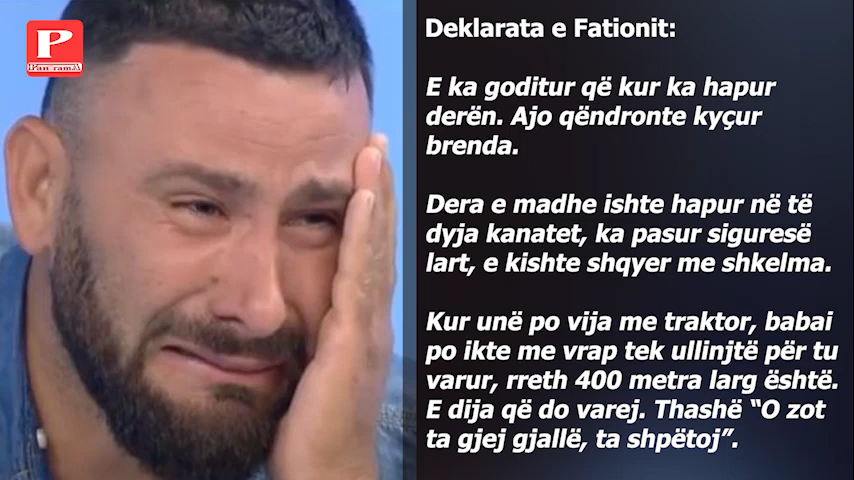 P
PanoramA
Deklarata e Fationit:
E ka goditur që kur ka hapur
derën. Ajo qëndronte kyçur
brenda.
Dera e madhe ishte hapur në të
dyja kanatet, ka pasur siguresë
lart, e kishte shqyer me shkelma.
Kur unë po vija me traktor, babai
po ikte me vrap tek ullinjtë për tu
varur, rreth 400 metra larg është.
E dija që do varej. Thashë “O zot
ta gjej gjallë, ta shpëtoj”.